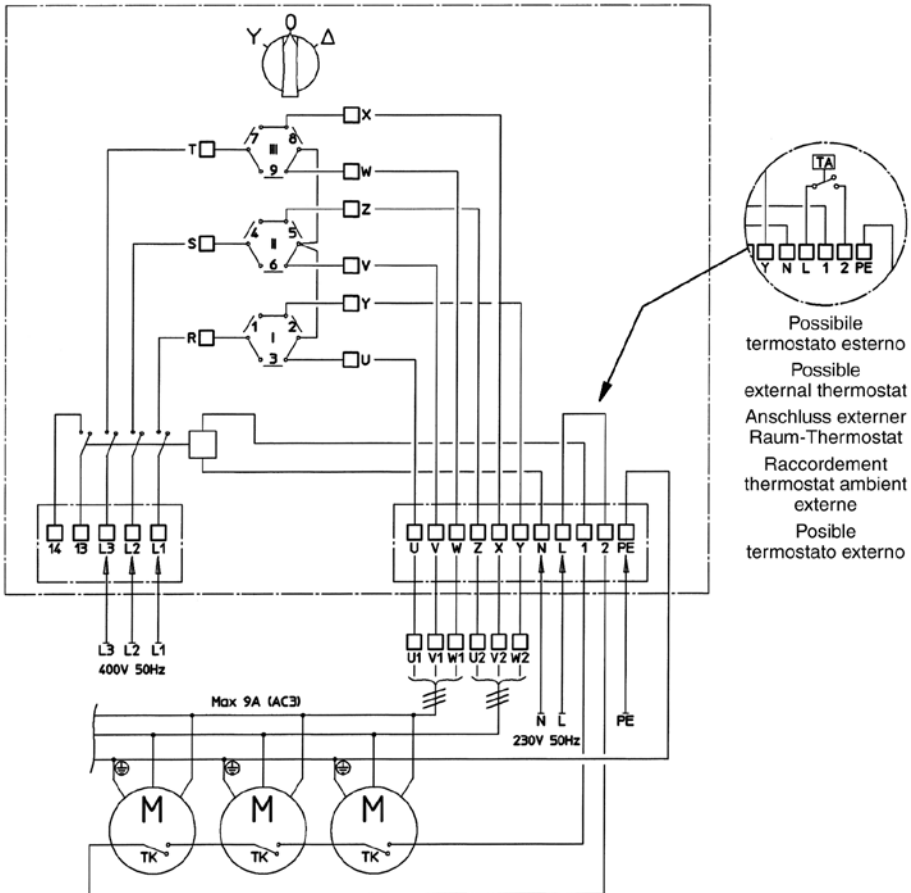 Y O Δ
X
7 8
T III
9 W
Z
4 5
S II
6 V
Y
1 2
R I
3 U
14 13 L3 L2 L1
L3 L2 L1
400V 50Hz
U V W Z X Y N L 1 2 PE
U1 V1 W1 U2 V2 W2
Max 9A (AC3)
N L PE
230V 50Hz
M M M
TK TK TK
TA
Y N L 1 2 PE
Possibile
termostato esterno
Possible
external thermostat
Anschluss externer
Raum-Thermostat
Raccordement
thermostat ambient
externe
Posible
termostato externo